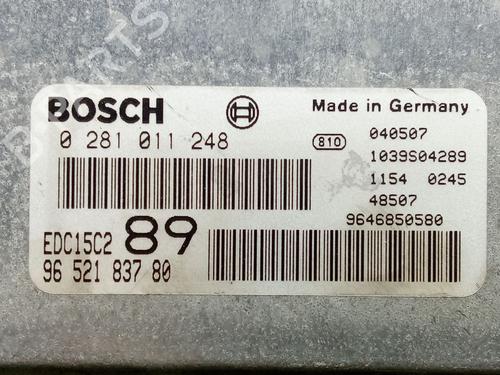 BOSCH
Made in Germany
0 281 011 248
810
040507
1039S04289
1154 0245
48507
9646850580
EDC15C2 89
96 521 837 80